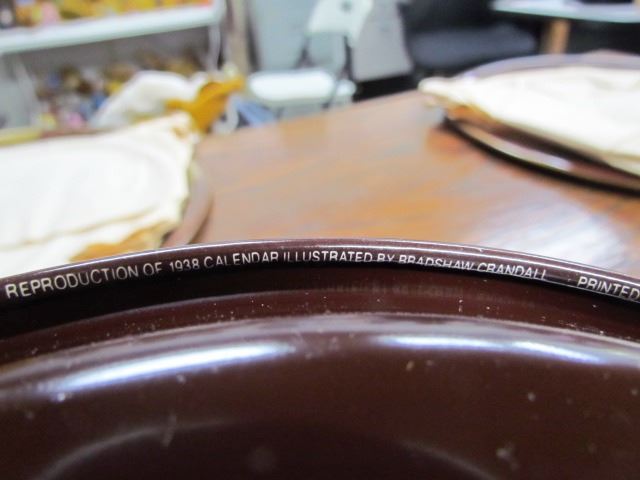 REPRODUCTION OF 1938 CALENDAR ILLUSTRATED BY BRADSHAW CRANDALL PRINTED